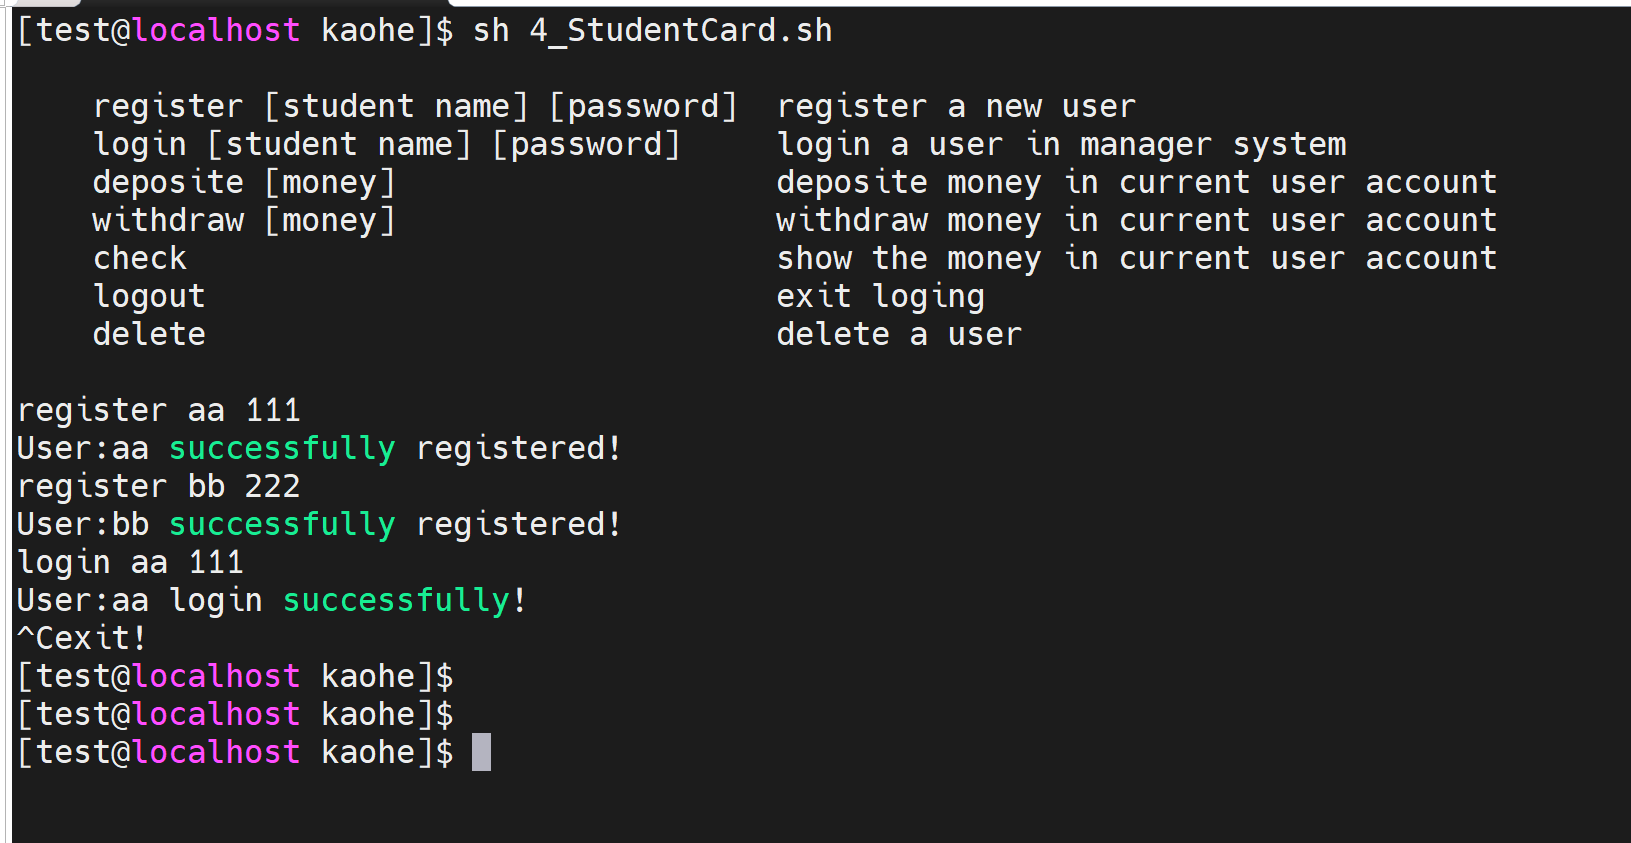 [test@localhost kaohe]$ sh 4_StudentCard.sh
register [student name] [password]  register a new user
login [student name] [password]     login a user in manager system
deposite [money]                    deposite money in current user account
withdraw [money]                    withdraw money in current user account
check                               show the money in current user account
logout                              exit loging
delete                              delete a user
register aa 111
User:aa successfully registered!
register bb 222
User:bb successfully registered!
login aa 111
User:aa login successfully!
^Cexit!
[test@localhost kaohe]$
[test@localhost kaohe]$
[test@localhost kaohe]$